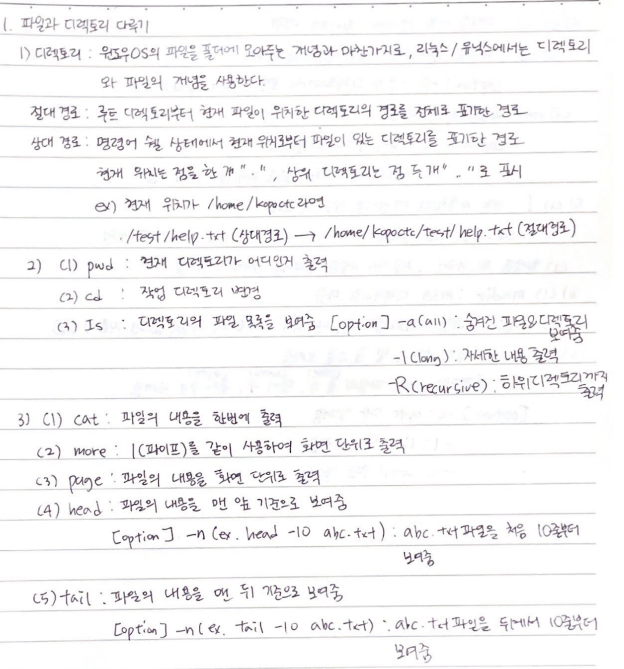 1. 파일과 디렉토리 다루기
1) 디렉토리 : 윈도우OS의 파일을 폴더에 모아두는 개념과 마찬가지로, 리눅스/유닉스에서는 디렉토리
와 파일의 개념을 사용한다.
절대 경로 : 루트 디렉토리부터 현재 파일이 위치한 디렉토리의 경로를 전체로 표기한 경로
상대 경로 : 명령어 쉘 상태에서 현재 위치로부터 파일이 있는 디렉토리를 표기한 경로
현재 위치는 점을 한 개 ".", 상위 디렉토리는 점 두 개 ".."로 표시
ex) 현재 위치가 /home/kopoctc라면
./test/help.txt (상대경로) → /home/kopoctc/test/help.txt (절대경로)
2) (1) pwd : 현재 디렉토리가 어디인지 출력
(2) cd : 작업 디렉토리 변경
(3) ls : 디렉토리의 파일 목록을 보여줌 [option] -a(all) : 숨겨진 파일&디렉토리
보여줌
-l(long) : 자세한 내용 출력
-R(recursive) : 하위디렉토리까지
출력
3) (1) cat : 파일의 내용을 한번에 출력
(2) more : |(파이프)를 같이 사용하여 화면 단위로 출력
(3) page : 파일의 내용을 화면 단위로 출력
(4) head : 파일의 내용을 맨 앞 기준으로 보여줌
[option] -n (ex. head -10 abc.txt) : abc.txt 파일을 처음 10줄부터
보여줌
(5) tail : 파일의 내용을 맨 뒤 기준으로 보여줌
[option] -n (ex. tail -10 abc.txt) : abc.txt 파일을 뒤에서 10줄부터
보여줌